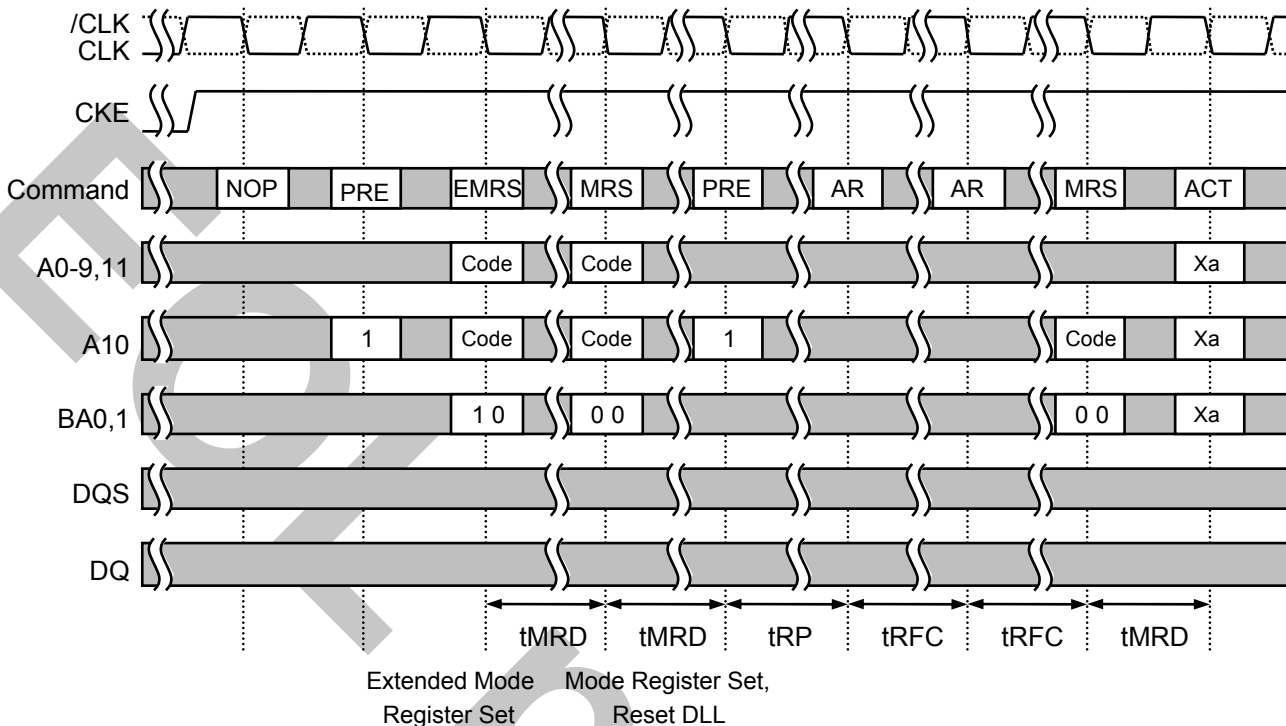 /CLK
CLK
CKE
Command NOP PRE EMRS MRS PRE AR AR MRS ACT
A0-9,11 Code Code Xa
A10 1 Code Code 1 Code Xa
BA0,1 1 0 0 0 0 0 Xa
DQS
DQ
tMRD tMRD tRP tRFC tRFC tMRD
Extended Mode Mode Register Set,
Register Set Reset DLL